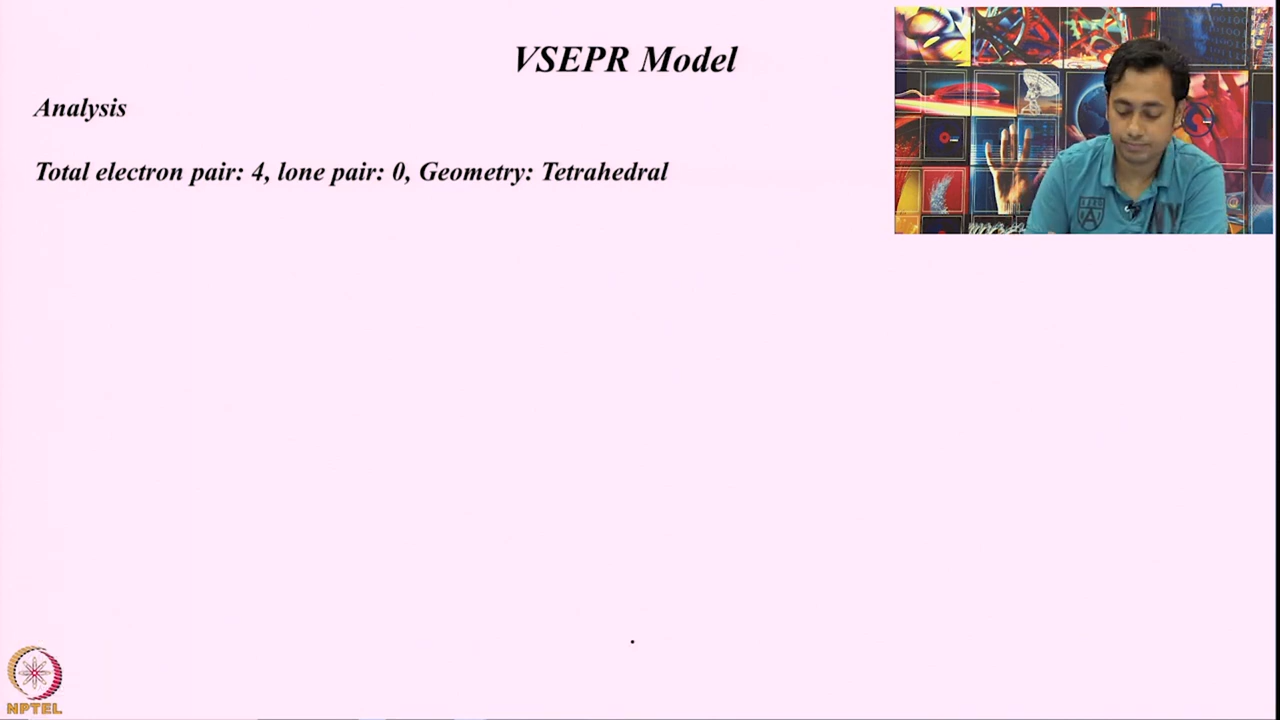 VSEPR Model
Analysis
Total electron pair: 4, lone pair: 0, Geometry: Tetrahedral
NPTEL